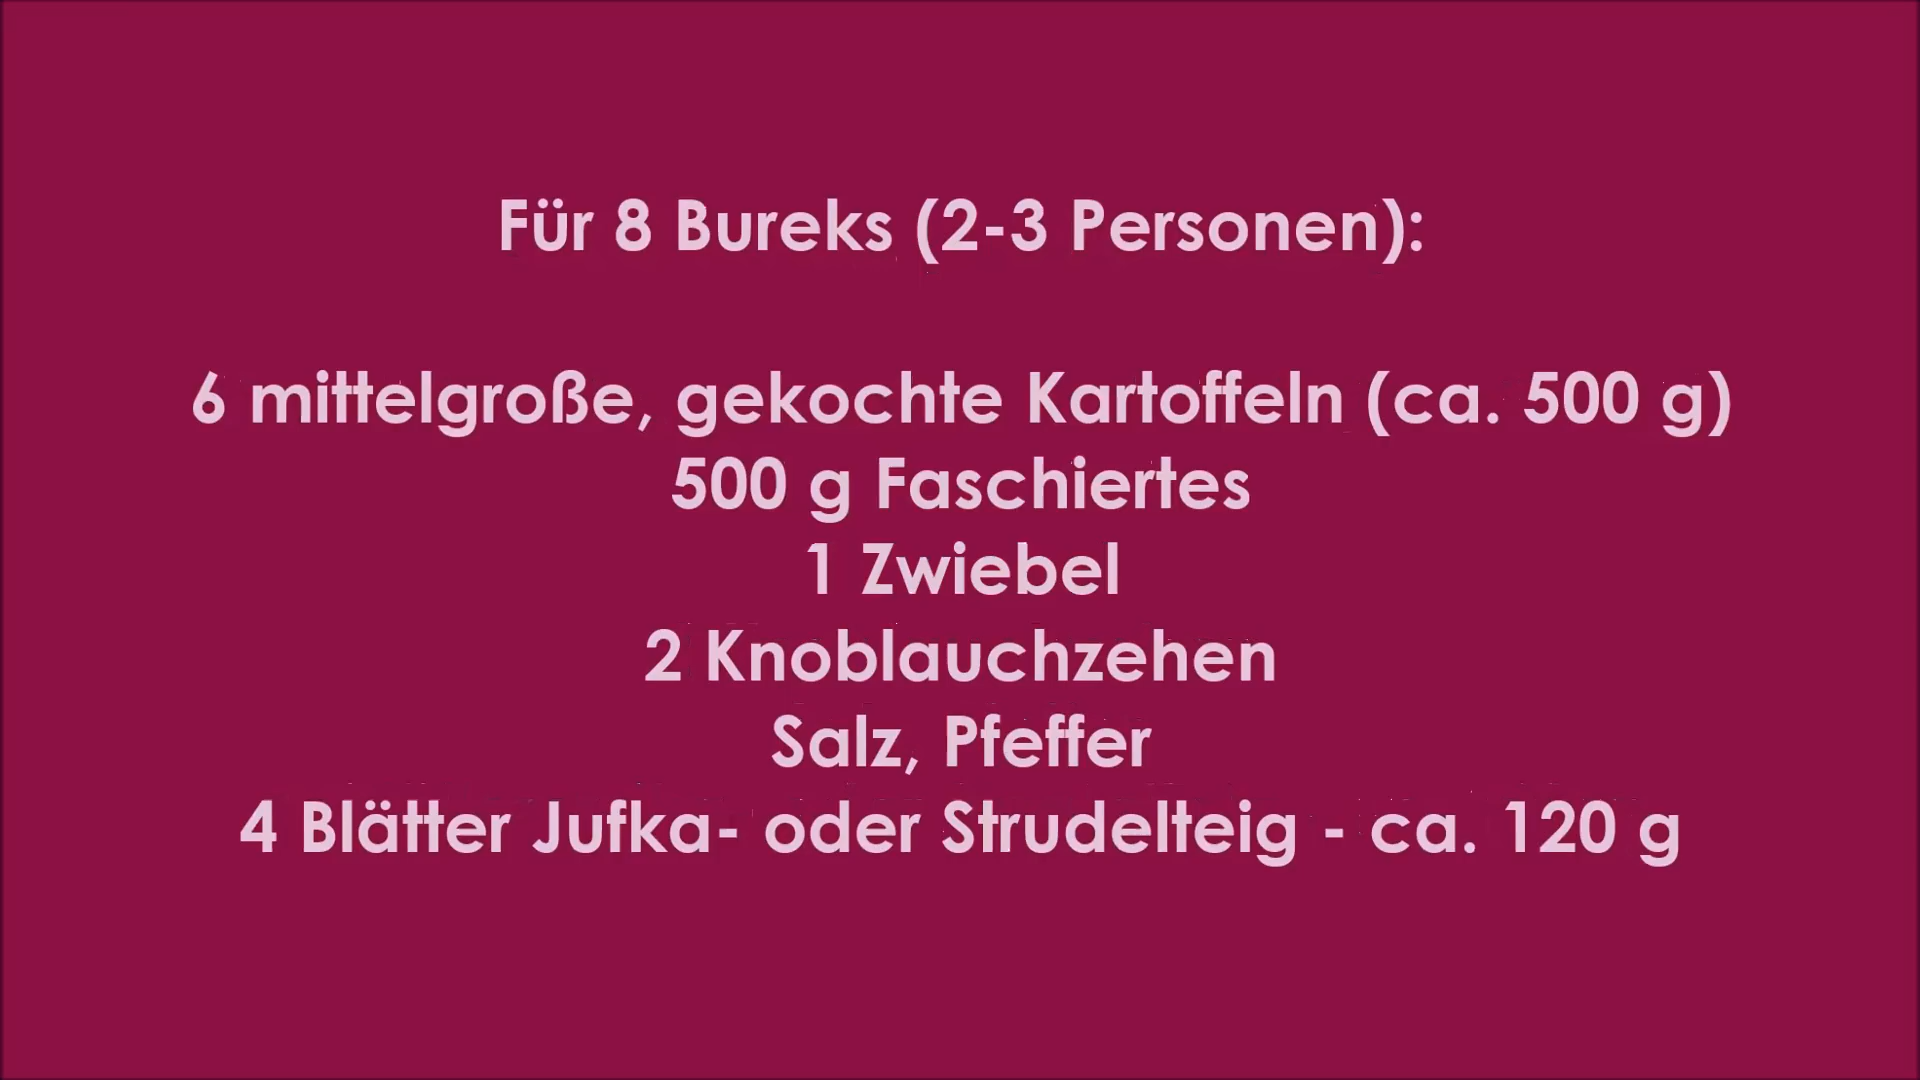 Für 8 Bureks (2-3 Personen):
6 mittelgroße, gekochte Kartoffeln (ca. 500 g)
500 g Faschiertes
1 Zwiebel
2 Knoblauchzehen
Salz, Pfeffer
4 Blätter Jufka- oder Strudelteig - ca. 120 g